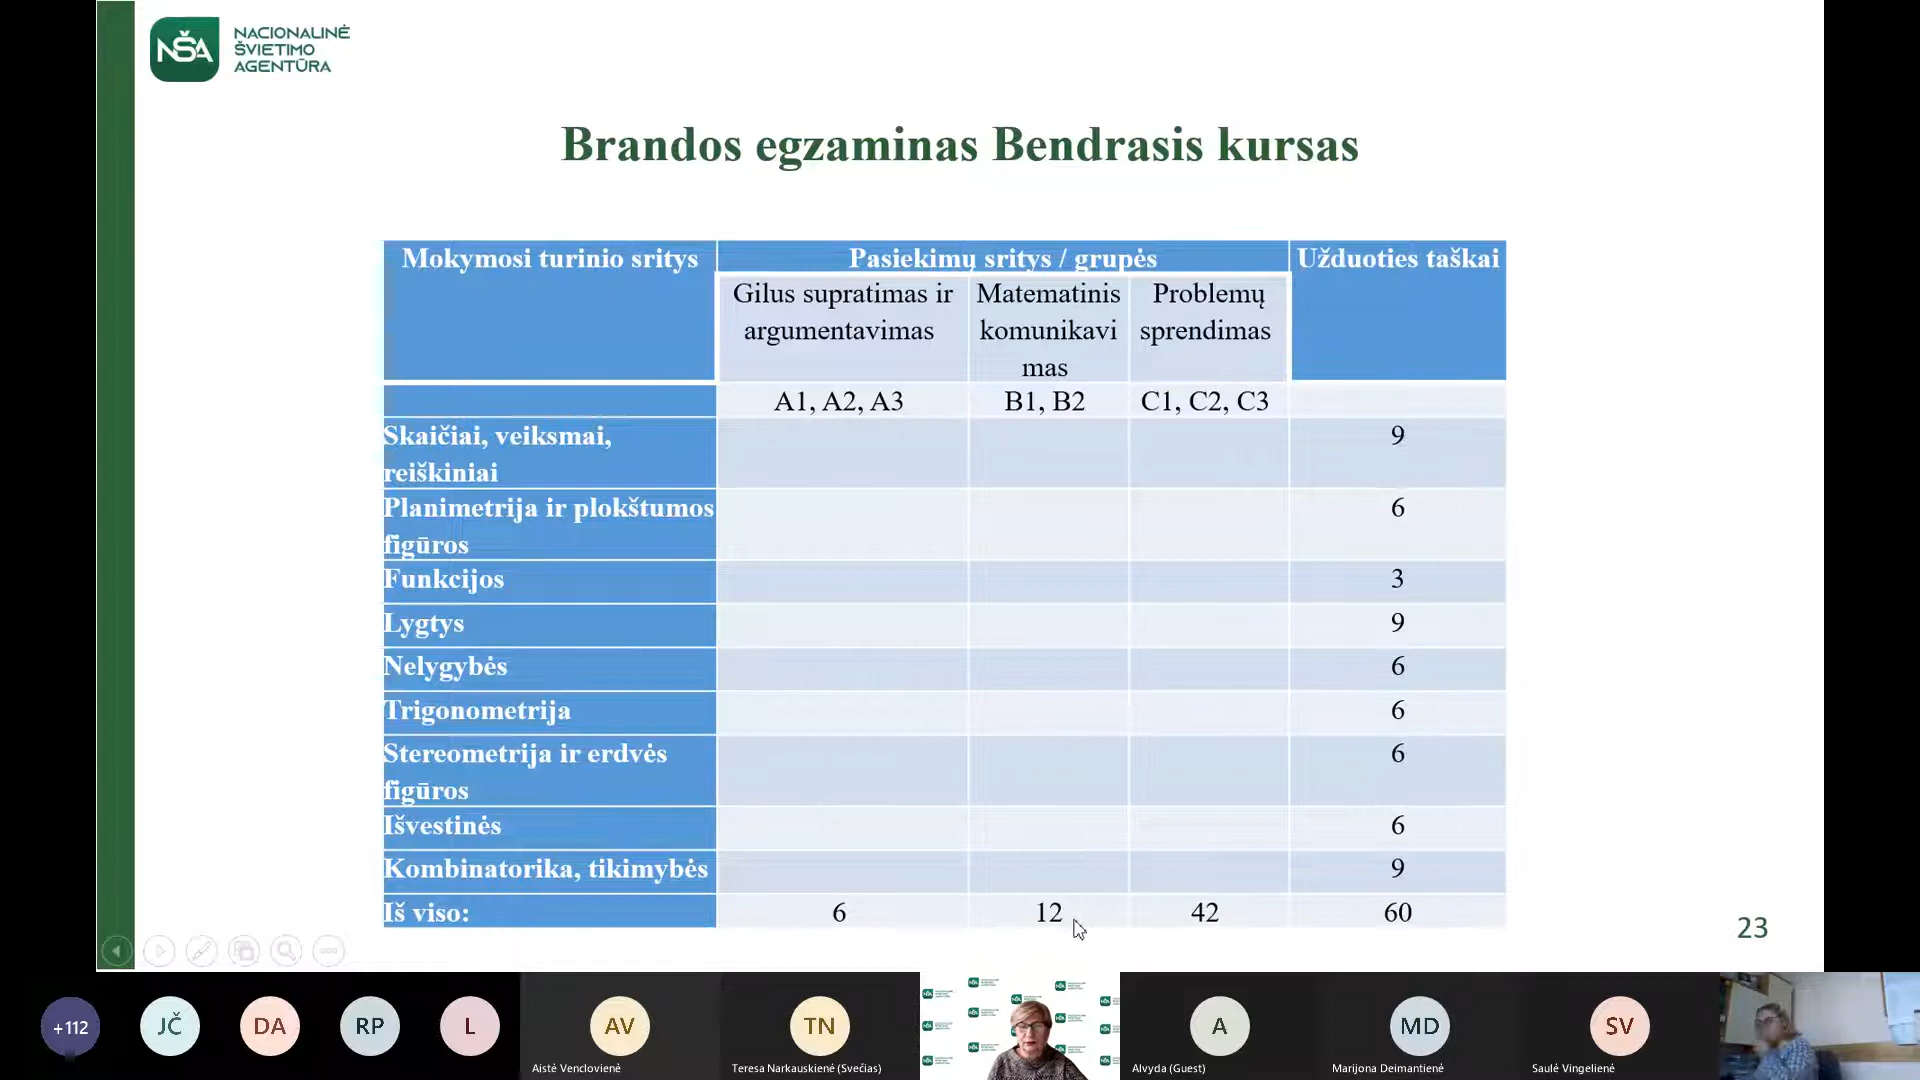 NŠA
NACIONALINĖ
ŠVIETIMO
AGENTŪRA
Brandos egzaminas Bendrasis kursas
Mokymosi turinio sritys
Pasiekimų sritys / grupės
Užduoties taškai
Gilus supratimas ir
argumentavimas
Matematinis
komunikavi
mas
Problemų
sprendimas
A1, A2, A3
B1, B2
C1, C2, C3
Skaičiai, veiksmai,
reiškiniai
9
Planimetrija ir plokštumos
figūros
6
Funkcijos
3
Lygtys
9
Nelygybės
6
Trigonometrija
6
Stereometrija ir erdvės
figūros
6
Išvestinės
6
Kombinatorika, tikimybės
9
Iš viso:
6
12
42
60
23
+112
JČ
DA
RP
L
AV
Aistė Venclovienė
TN
Teresa Narkauskienė (Svečias)
A
Alvyda (Guest)
MD
Marijona Deimantienė
SV
Saulė Vingelienė